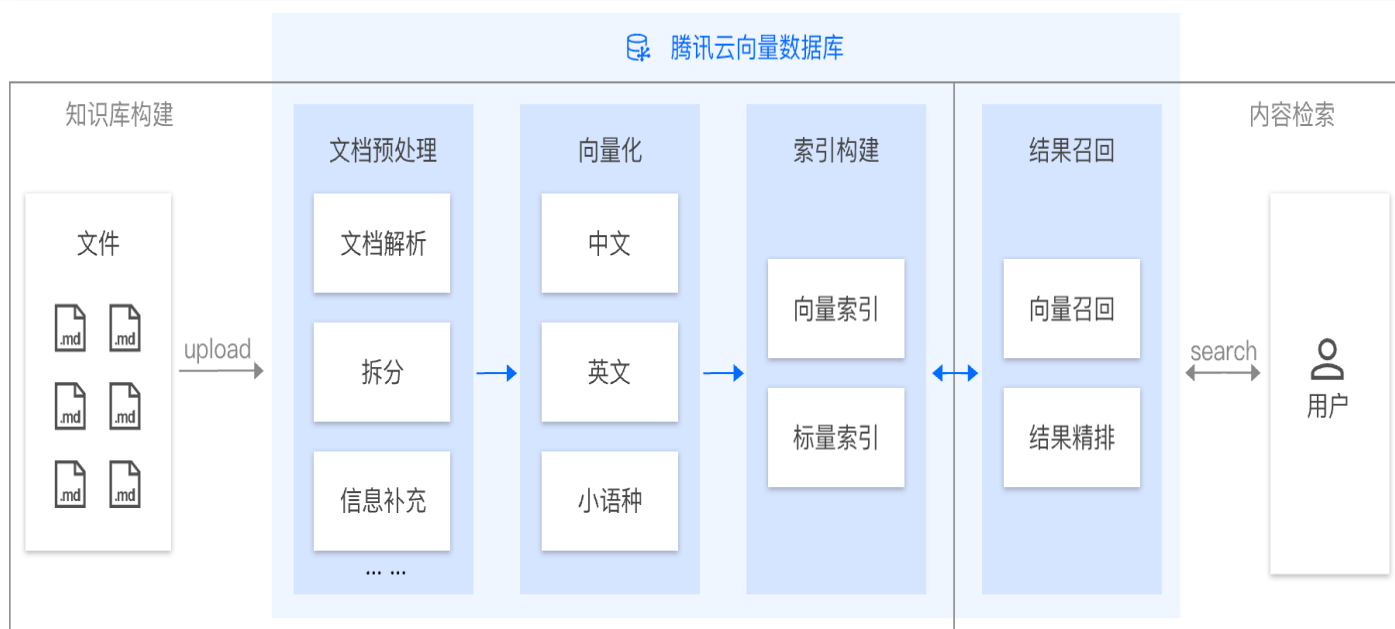 腾讯云向量数据库
知识库构建
内容检索
文件
.md
.md
.md
.md
.md
.md
upload
文档预处理
文档解析
拆分
信息补充
... ...
向量化
中文
英文
小语种
索引构建
向量索引
标量索引
结果召回
向量召回
结果精排
search
用户